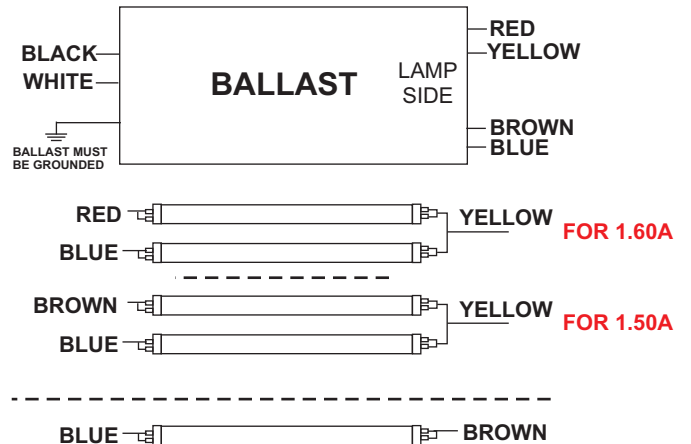 RED
BLACK
YELLOW
WHITE
BALLAST
LAMP
SIDE
BROWN
BALLAST MUST
BE GROUNDED
BLUE
RED
YELLOW
FOR 1.60A
BLUE
BROWN
YELLOW
FOR 1.50A
BLUE
BLUE
BROWN